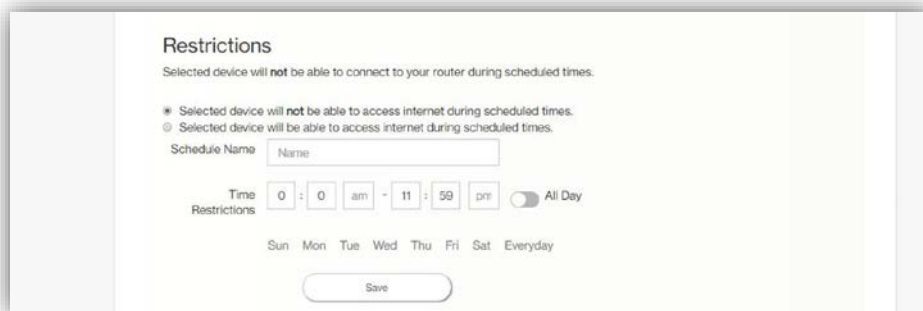 Restrictions
Selected device will not be able to connect to your router during scheduled times.
Selected device will not be able to access internet during scheduled times.
Selected device will be able to access internet during scheduled times.
Schedule Name Name
Time Restrictions 0 : 0 am - 11 : 59 pm All Day
Sun Mon Tue Wed Thu Fri Sat Everyday
Save